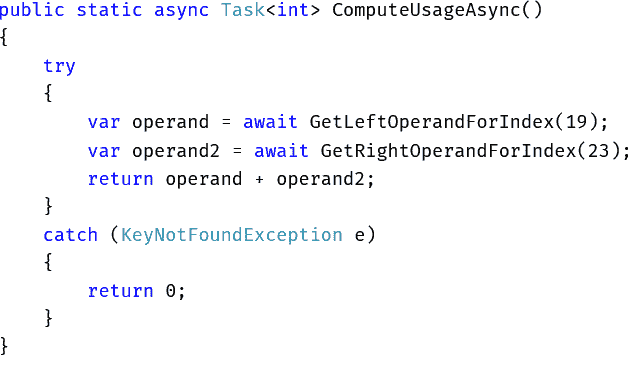 public static async Task<int> ComputeUsageAsync()
{
    try
    {
        var operand = await GetLeftOperandForIndex(19);
        var operand2 = await GetRightOperandForIndex(23);
        return operand + operand2;
    }
    catch (KeyNotFoundException e)
    {
        return 0;
    }
}